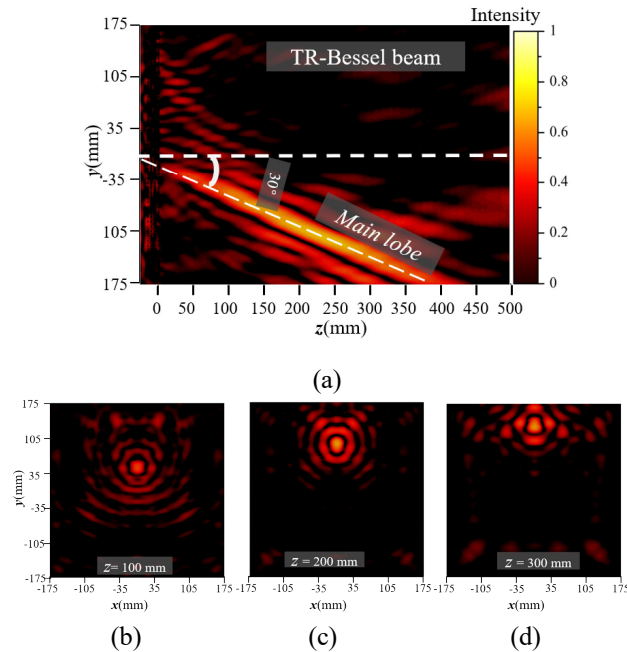 Intensity
175
105
35
-35
-105
175
y(mm)
TR-Bessel beam
30°
Main lobe
0 50 100 150 200 250 300 350 400 450 500
z(mm)
1
0.8
0.6
0.4
0.2
0
(a)
175
105
35
-35
-105
-175
y(mm)
z= 100 mm
-175 -105 -35 35 105 175
x(mm)
(b)
175
z = 200 mm
-175 -105 -35 35 105 175
x(mm)
(c)
175
z = 300 mm
-175 -105 -35 35 105 175
x(mm)
(d)